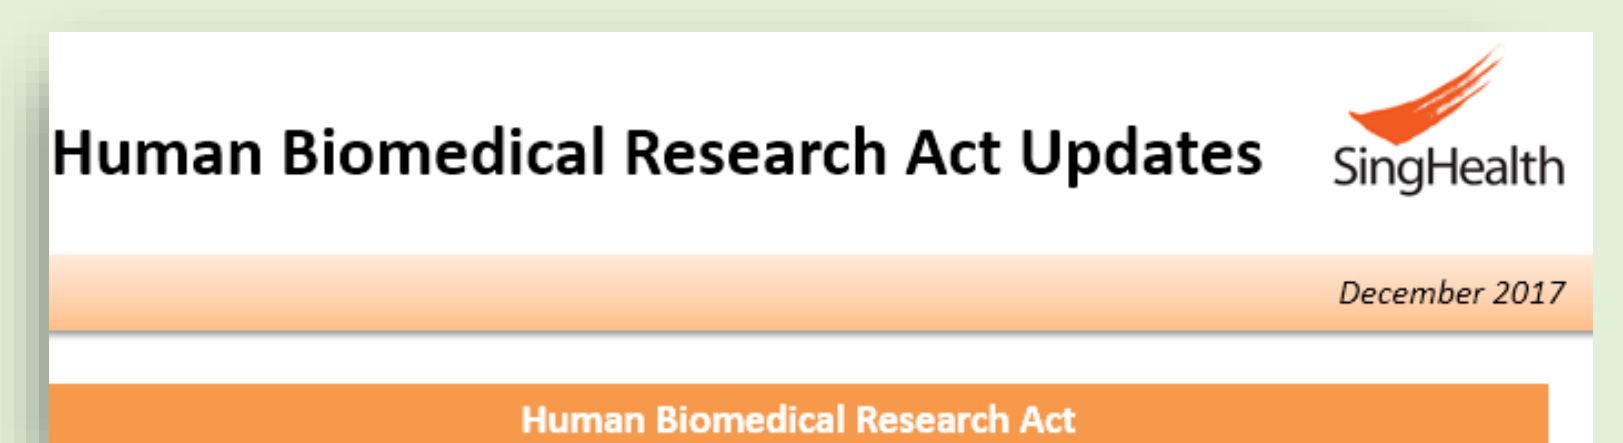 Human Biomedical Research Act Updates
SingHealth
December 2017
Human Biomedical Research Act